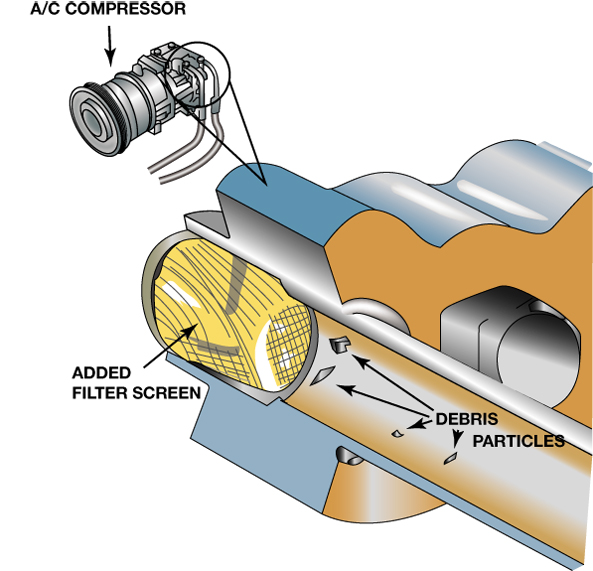 A/C COMPRESSOR
ADDED
FILTER SCREEN
DEBRIS
PARTICLES